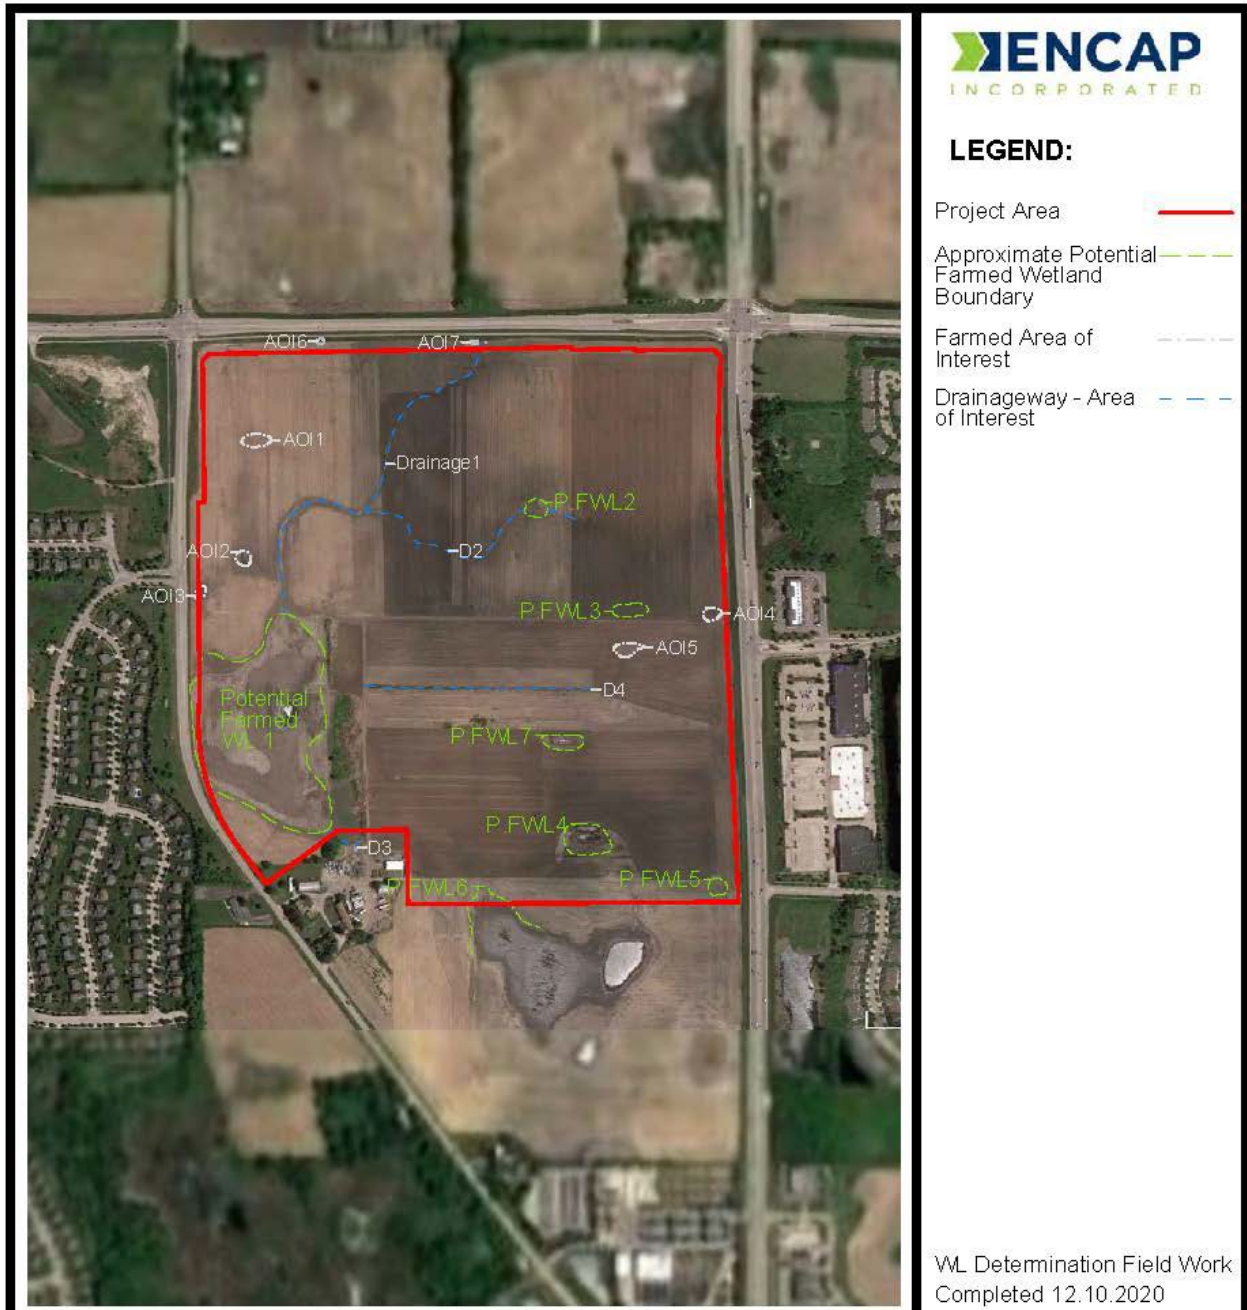 ENCAP
INCORPORATED
LEGEND:
Project Area
Approximate Potential
Farmed Wetland
Boundary
Farmed Area of
Interest
Drainageway - Area
of Interest
AOI6
AOI7
AOI1
Drainage1
P.FWL2
AOI2
D2
AOI3
P.FWL3
AOI4
AOI5
D4
Potential
Farmed
WL 1
P.FWL7
P.FWL4
D3
P.FWL6
P.FWL5
WL Determination Field Work
Completed 12.10.2020